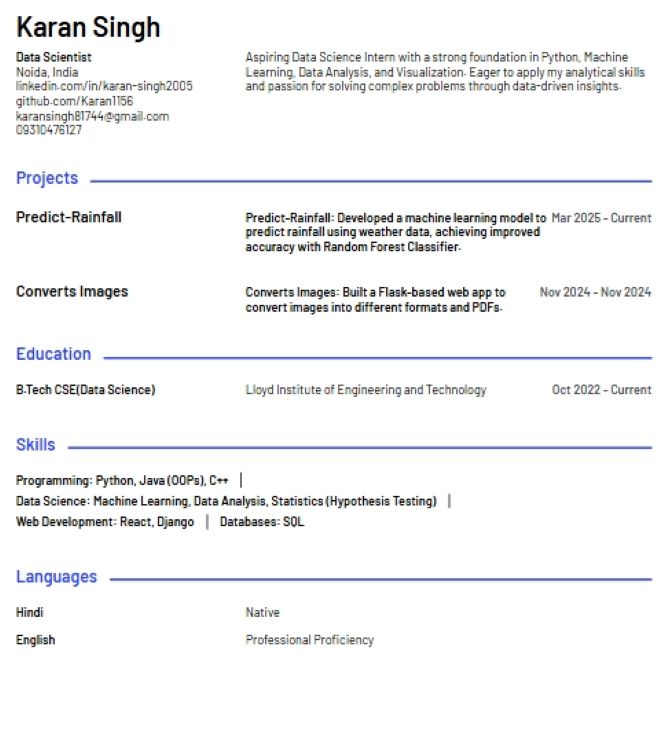 Karan Singh
Data Scientist
Noida, India
linkedin.com/in/karan-singh2005
github.com/Karan1156
karansingh81744@gmail.com
09310476127
Aspiring Data Science Intern with a strong foundation in Python, Machine
Learning, Data Analysis, and Visualization. Eager to apply my analytical skills
and passion for solving complex problems through data-driven insights.
Projects
Predict-Rainfall
Predict-Rainfall: Developed a machine learning model to
predict rainfall using weather data, achieving improved
accuracy with Random Forest Classifier.
Mar 2025 - Current
Converts Images
Converts Images: Built a Flask-based web app to
convert images into different formats and PDFs.
Nov 2024 - Nov 2024
Education
B.Tech CSE(Data Science)
Lloyd Institute of Engineering and Technology
Oct 2022 - Current
Skills
Programming: Python, Java (OOPs), C++ |
Data Science: Machine Learning, Data Analysis, Statistics (Hypothesis Testing) |
Web Development: React, Django | Databases: SQL
Languages
Hindi
Native
English
Professional Proficiency